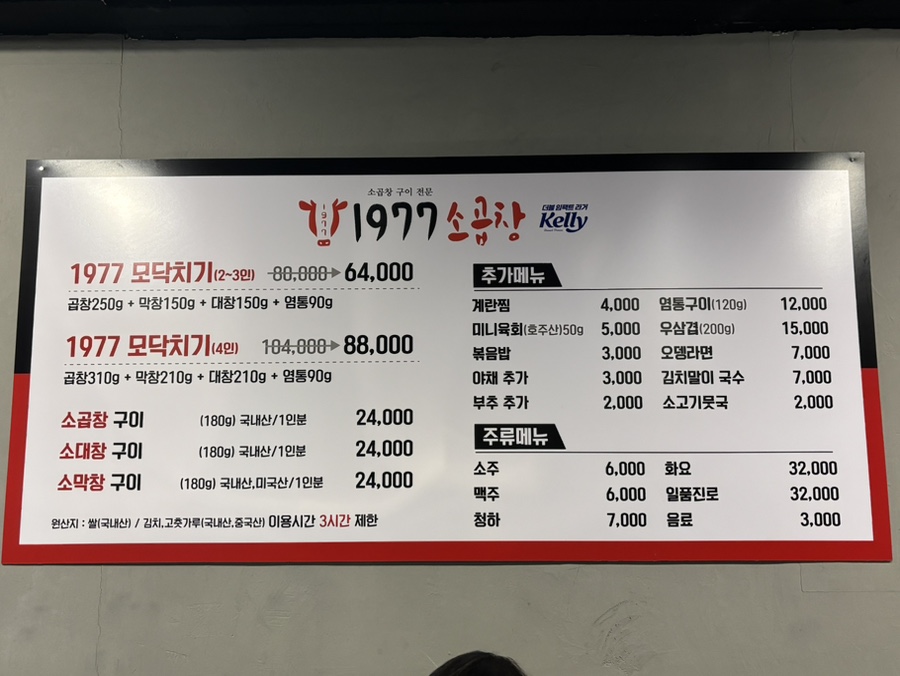 소곱창 구이 전문
1977
1977 소곱창
더블 임팩트 라거
Kelly
1977 모닥치기(2~3인) 80,000 64,000
곱창250g + 막창150g + 대창150g + 염통90g
1977 모닥치기(4인) 104,000 88,000
곱창310g + 막창210g + 대창210g + 염통90g
소곱창 구이 (180g) 국내산/1인분 24,000
소대창 구이 (180g) 국내산/1인분 24,000
소막창 구이 (180g) 국내산,미국산/1인분 24,000
원산지 : 쌀(국내산) / 김치,고춧가루(국내산,중국산) 이용시간 3시간 제한
추가메뉴
계란찜 4,000 염통구이(120g) 12,000
미니육회(호주산)50g 5,000 우삼겹(200g) 15,000
볶음밥 3,000 오뎅라면 7,000
야채 추가 3,000 김치말이 국수 7,000
부추 추가 2,000 소고기뭇국 2,000
주류메뉴
소주 6,000 화요 32,000
맥주 6,000 일품진로 32,000
청하 7,000 음료 3,000